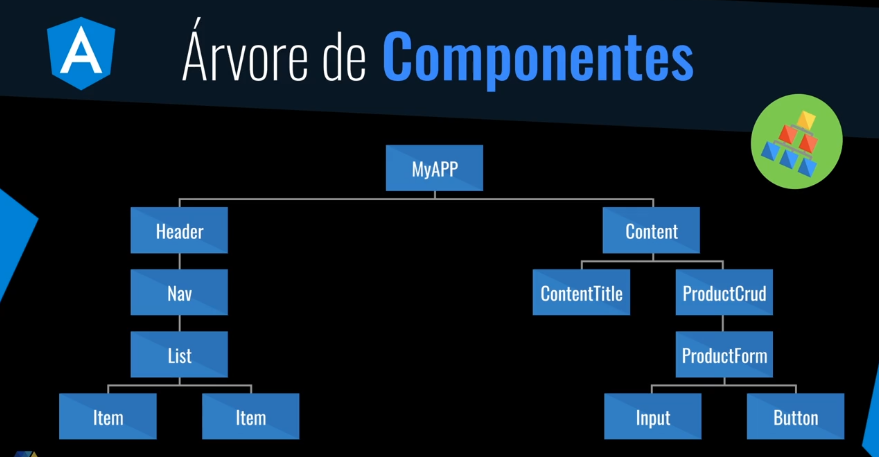 A
Árvore de Componentes
MyAPP
Header
Content
Nav
ContentTitle
ProductCrud
List
ProductForm
Item
Item
Input
Button